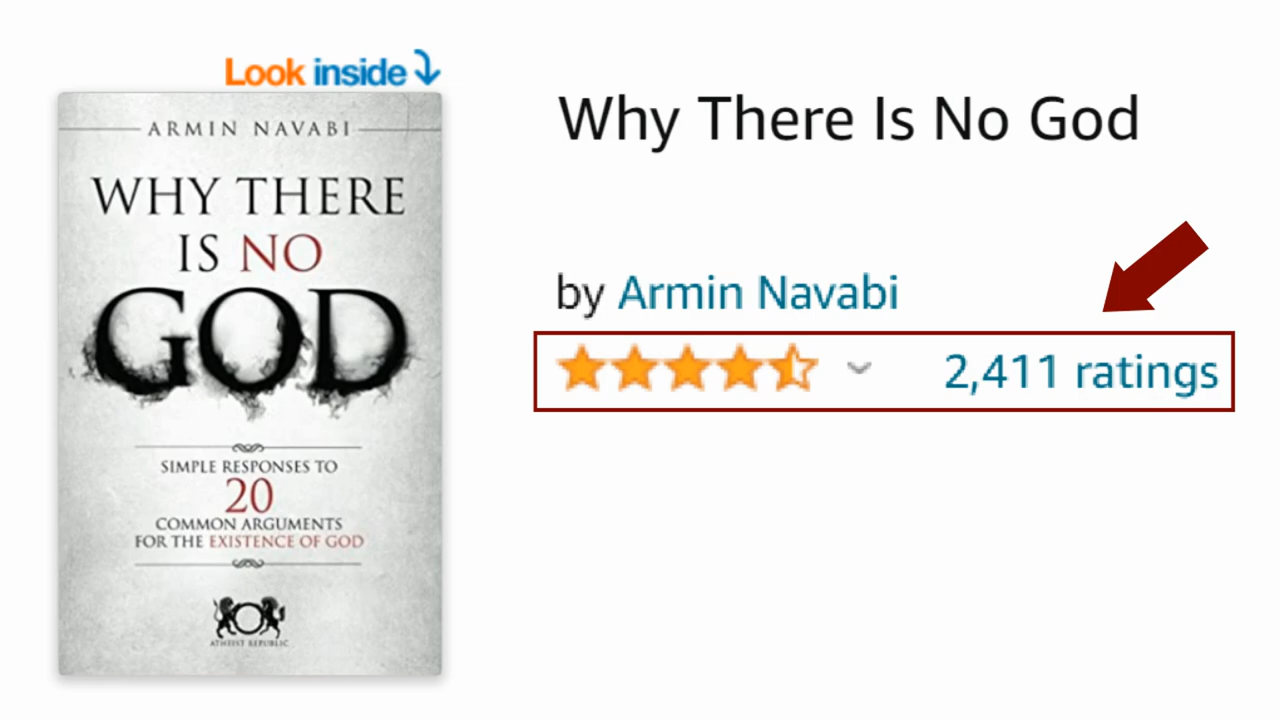 Look inside
ARMIN NAVABI
WHY THERE
IS NO
GOD
SIMPLE RESPONSES TO
20
COMMON ARGUMENTS
FOR THE EXISTENCE OF GOD
ATHEIST REPUBLIC
Why There Is No God
by Armin Navabi
2,411 ratings